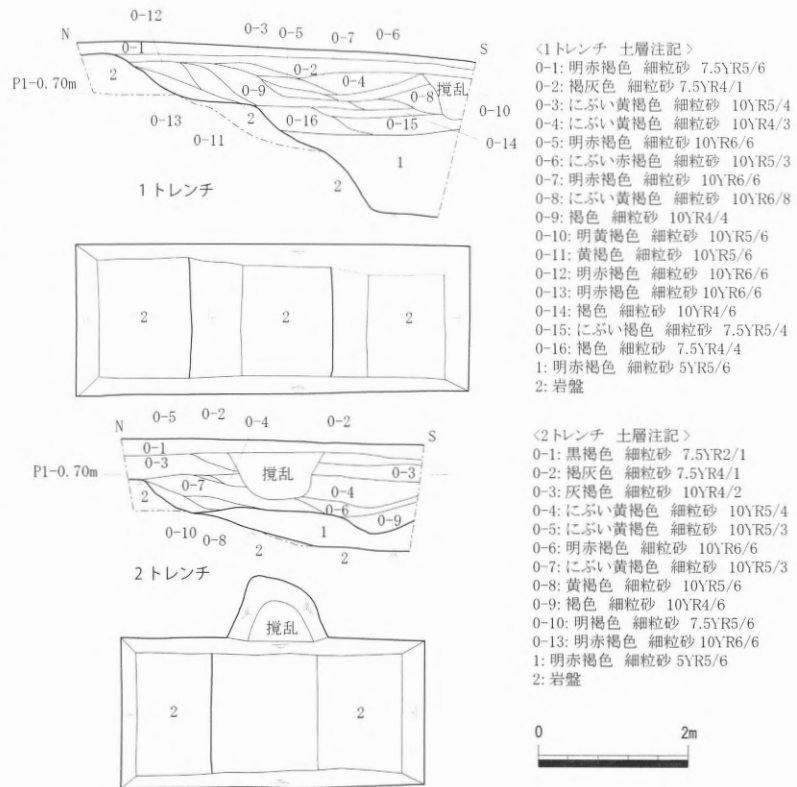 0-12
0-3 0-5 0-7 0-6
N
S
0-1
2
0-2
0-4
P1-0.70m
0-9
0-8
撹乱
0-10
0-13
2
0-16
0-15
0-14
0-11
1
1トレンチ
2
2
2
2
<1トレンチ 土層注記>
0-1: 明赤褐色 細粒砂 7.5YR5/6
0-2: 褐灰色 細粒砂 7.5YR4/1
0-3: にぶい黄褐色 細粒砂 10YR5/4
0-4: にぶい黄褐色 細粒砂 10YR4/3
0-5: 明赤褐色 細粒砂 10YR6/6
0-6: にぶい赤褐色 細粒砂 10YR5/3
0-7: 明赤褐色 細粒砂 10YR6/6
0-8: にぶい黄褐色 細粒砂 10YR6/8
0-9: 褐色 細粒砂 10YR4/4
0-10: 明黄褐色 細粒砂 10YR5/6
0-11: 黄褐色 細粒砂 10YR5/6
0-12: 明赤褐色 細粒砂 10YR6/6
0-13: 明赤褐色 細粒砂 10YR6/6
0-14: 褐色 細粒砂 10YR4/6
0-15: にぶい褐色 細粒砂 7.5YR5/4
0-16: 褐色 細粒砂 7.5YR4/4
1: 明赤褐色 細粒砂 5YR5/6
2: 岩盤
0-5 0-2 0-4 0-2
N
S
0-1
0-3
撹乱
0-3
P1-0.70m
2
0-7
0-4
0-6
0-9
0-10 0-8
1
2
2
2トレンチ
撹乱
2
2
<2トレンチ 土層注記>
0-1: 黒褐色 細粒砂 7.5YR2/1
0-2: 褐灰色 細粒砂 7.5YR4/1
0-3: 灰褐色 細粒砂 10YR4/2
0-4: にぶい黄褐色 細粒砂 10YR5/4
0-5: にぶい黄褐色 細粒砂 10YR5/3
0-6: 明赤褐色 細粒砂 10YR6/6
0-7: にぶい黄褐色 細粒砂 10YR5/3
0-8: 黄褐色 細粒砂 10YR5/6
0-9: 褐色 細粒砂 10YR4/6
0-10: 明褐色 細粒砂 7.5YR5/6
0-13: 明赤褐色 細粒砂 10YR6/6
1: 明赤褐色 細粒砂 5YR5/6
2: 岩盤
0 2m